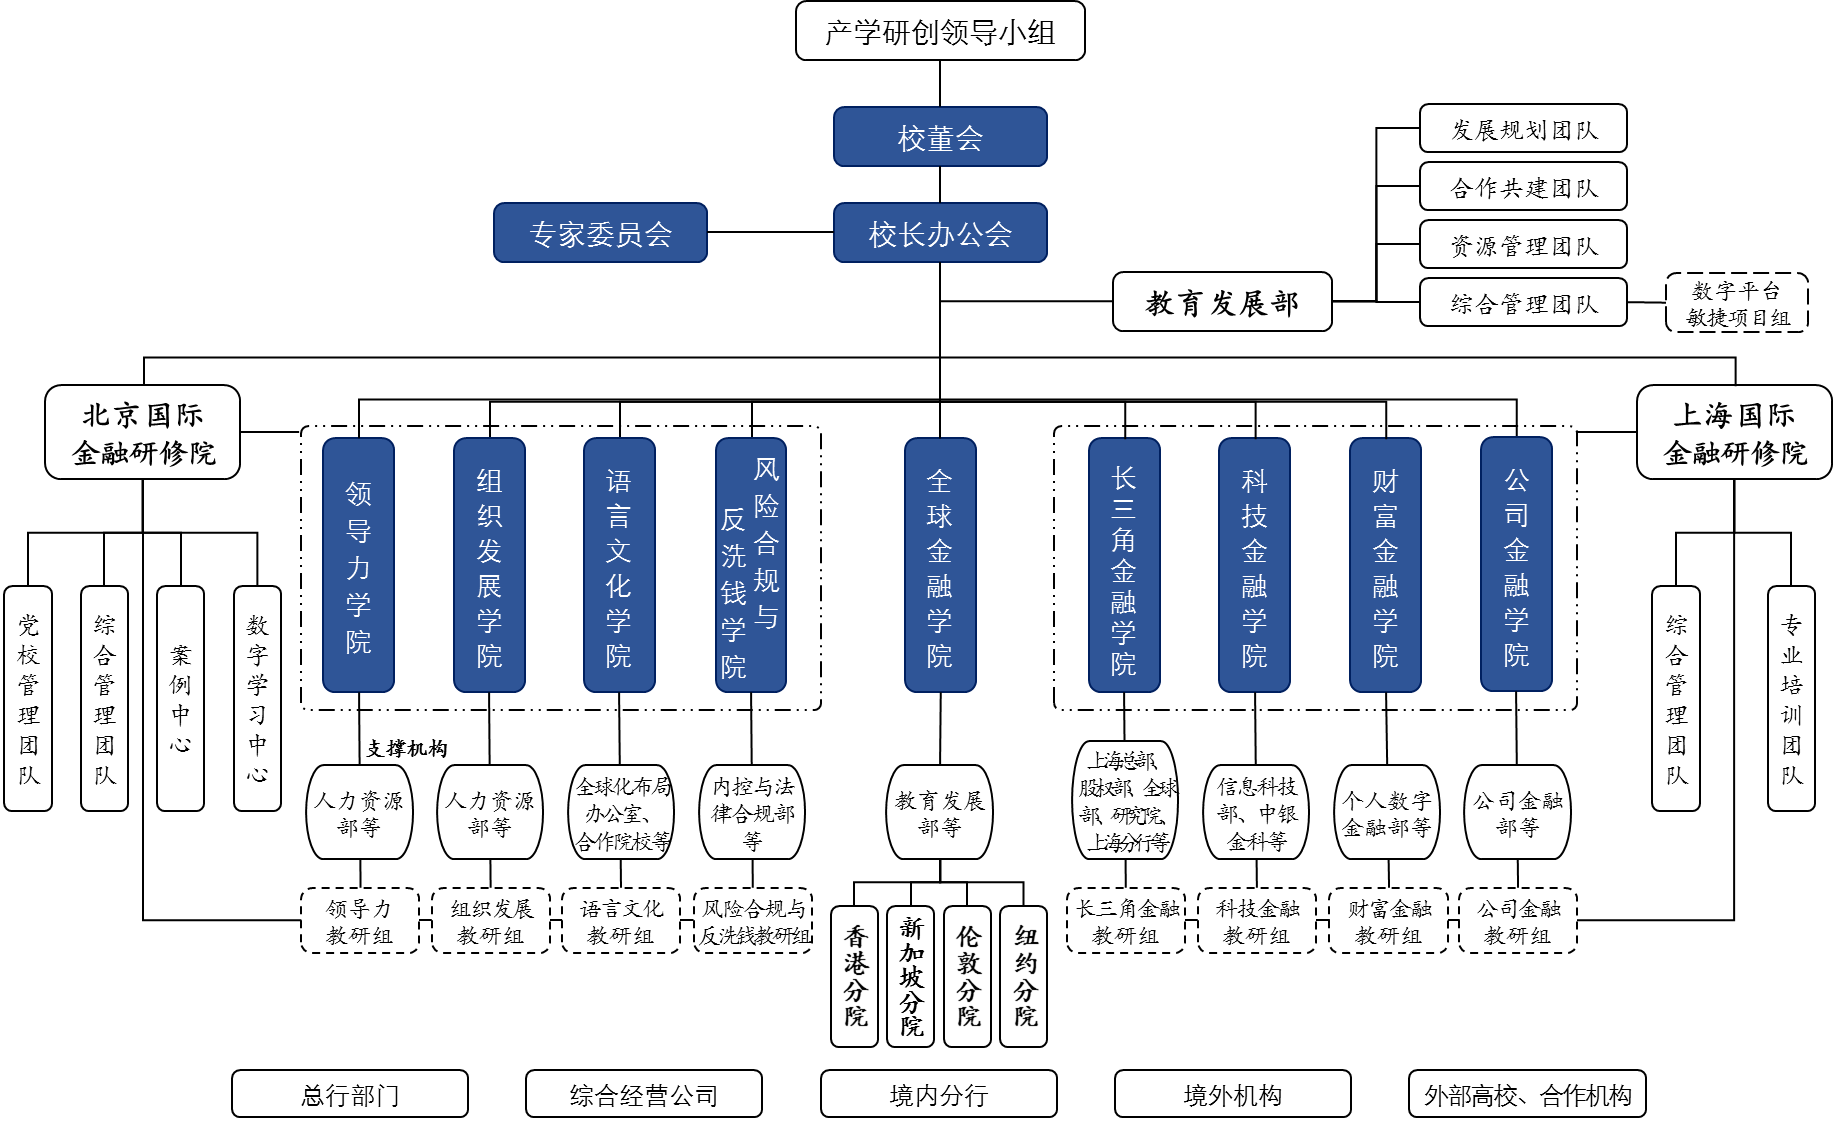 产学研创领导小组
校董会
专家委员会
校长办公会
教育发展部
发展规划团队
合作共建团队
资源管理团队
综合管理团队
数字平台
敏捷项目组
北京国际
金融研修院
上海国际
金融研修院
领导力学院
组织发展学院
语言文化学院
风险合规与
反洗钱学院
全球金融学院
长三角金融学院
科技金融学院
财富金融学院
公司金融学院
党校管理团队
综合管理团队
案例中心
数字学习中心
综合管理团队
专业培训团队
支撑机构
人力资源
部等
人力资源
部等
全球化布局
办公室、
合作院校等
内控与法
律合规部
等
教育发展
部等
上海总部、
股权部、全球
部、研究院、
上海分行等
信息科技
部、中银
金科等
个人数字
金融部等
公司金融
部等
领导力
教研组
组织发展
教研组
语言文化
教研组
风险合规与
反洗钱教研组
长三角金融
教研组
科技金融
教研组
财富金融
教研组
公司金融
教研组
香港分院
新加坡分院
伦敦分院
纽约分院
总行部门
综合经营公司
境内分行
境外机构
外部高校、合作机构